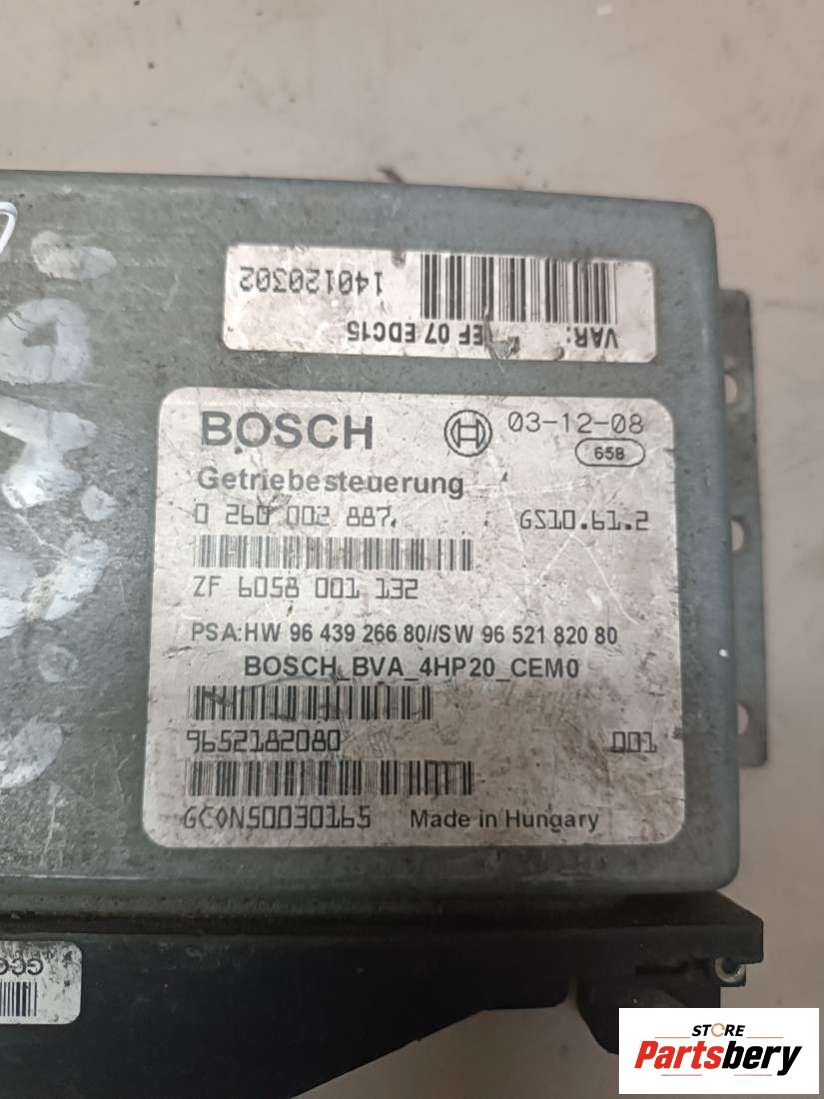 140120302
VAR: EF 07 EDC15
BOSCH 03-12-08
658
Getriebesteuerung
0 260 002 887 GS10.61.2
ZF 6058 001 132
PSA:HW 96 439 266 80//SW 96 521 820 80
BOSCH_BVA_4HP20_CEM0
9652182080 001
GC0NS0030165 Made in Hungary
STORE
Partsbery